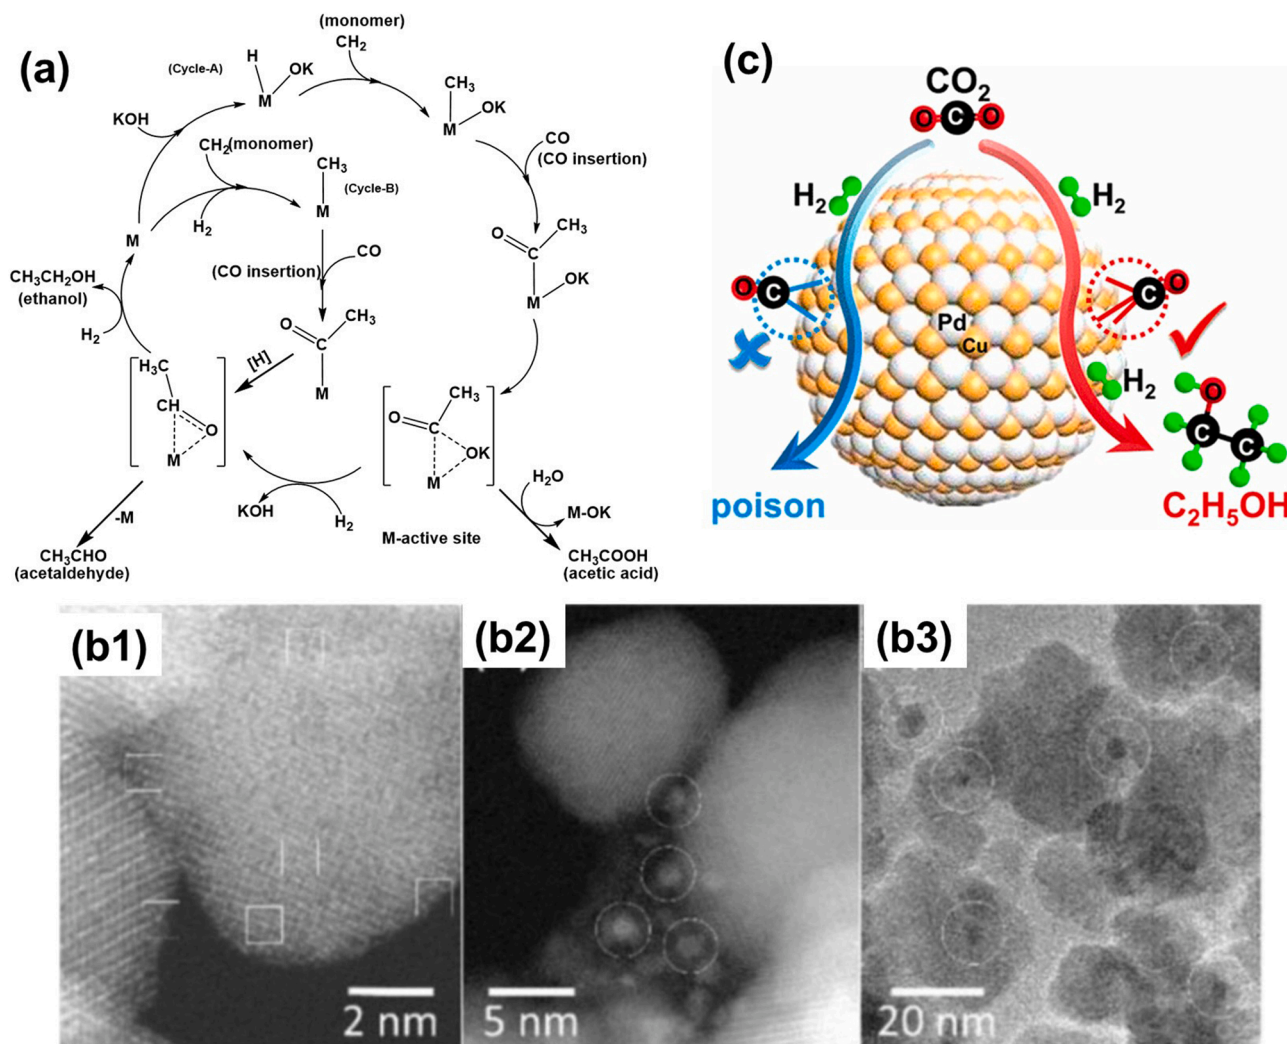 (a)
(monomer)
CH₂
H
(Cycle-A)
OK
M
CH₃
OK
M
KOH
CH₂(monomer)
CH₃
(Cycle-B)
M
H₂
CO
(CO insertion)
M
CO
(CO insertion)
O
CH₃
C
OK
M
CH₃CH₂OH
(ethanol)
H₂
O
CH₃
C
M
[H]
H₃C
CH
O
M
CH₃
O
C
OK
M
KOH
H₂
H₂O
M-OK
-M
M-active site
CH₃CHO
(acetaldehyde)
CH₃COOH
(acetic acid)
(c)
CO₂
O C O
H₂
H₂
O C
C O
Pd
Cu
H₂
O
C C
poison
C₂H₅OH
(b1)
2 nm
(b2)
5 nm
(b3)
20 nm